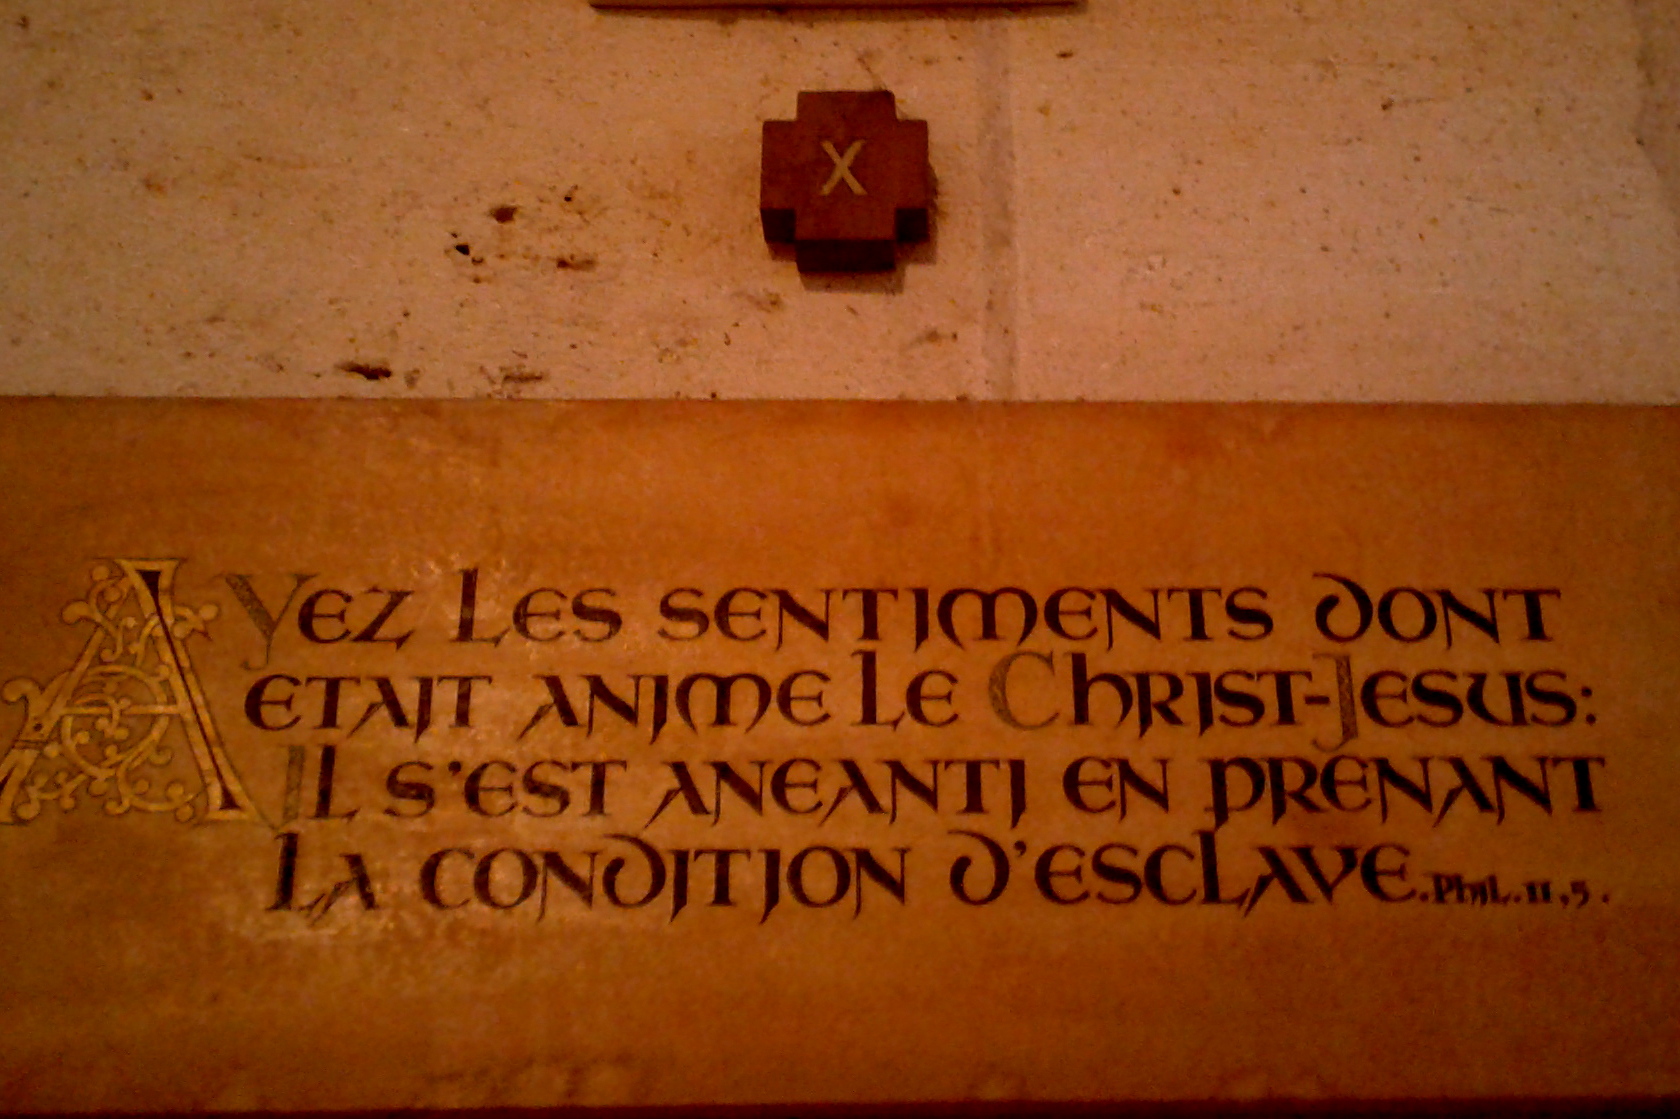 X
AYEZ LES SENTIMENTS DONT
ETAIT ANIME LE CHRIST-JESUS:
IL S'EST ANEANTI EN PRENANT
LA CONDITION D'ESCLAVE. PHIL. II, 5.